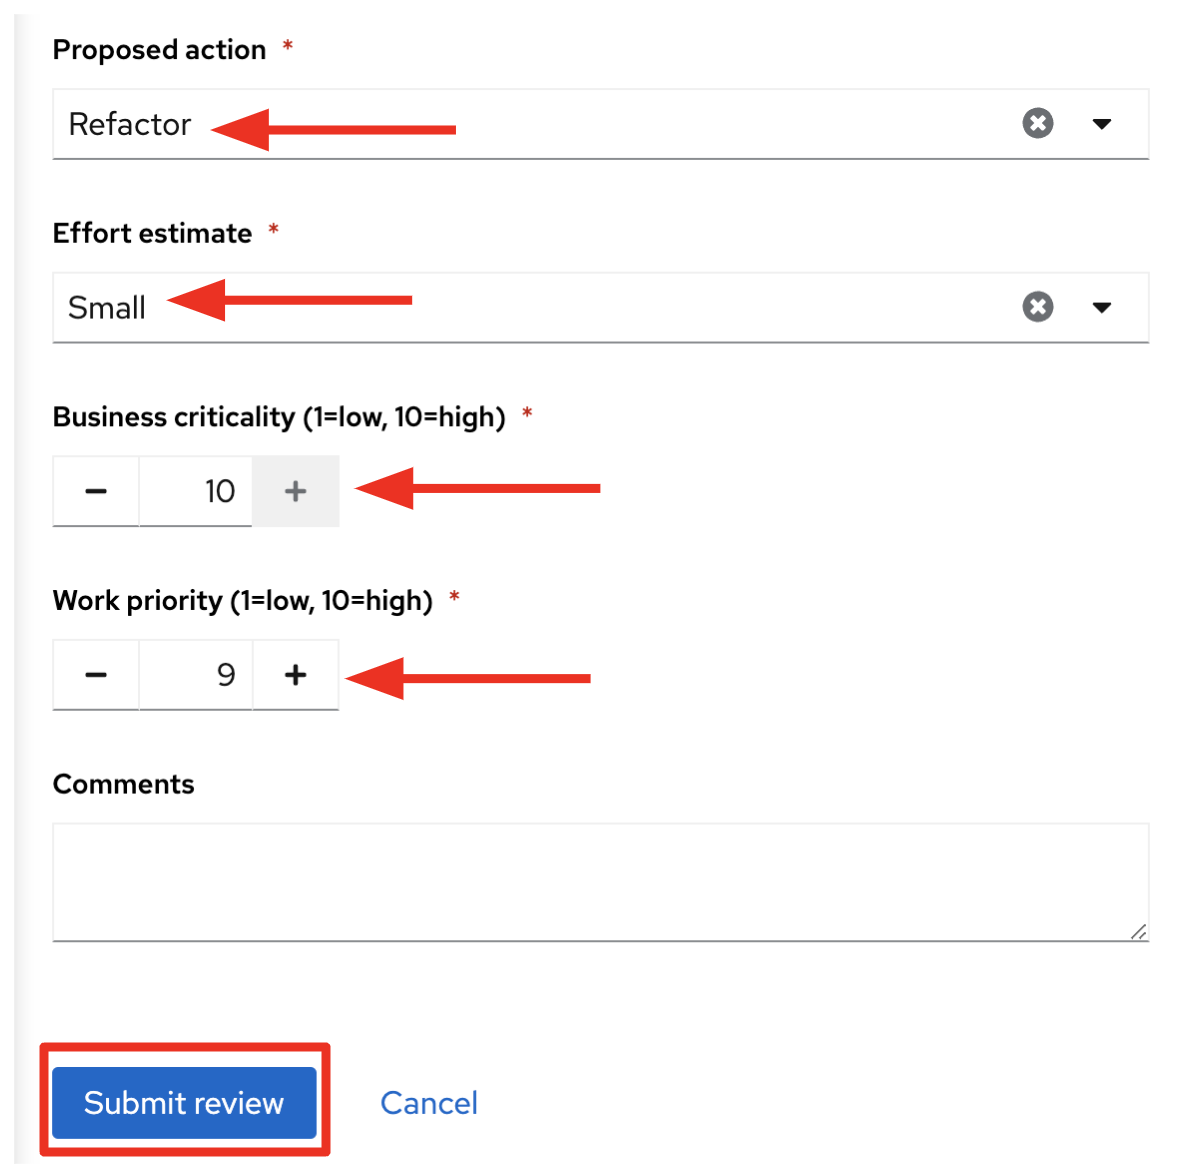 Proposed action *
Refactor
Effort estimate *
Small
Business criticality (1=low, 10=high) *
10
Work priority (1=low, 10=high) *
9
Comments
Submit review Cancel